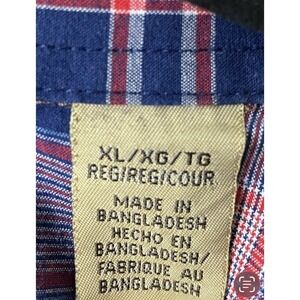 XL/XG/TG
REG/REG/COUR
MADE IN
BANGLADESH
HECHO EN
BANGLADESH/
FABRIQUE AU
BANGLADESH